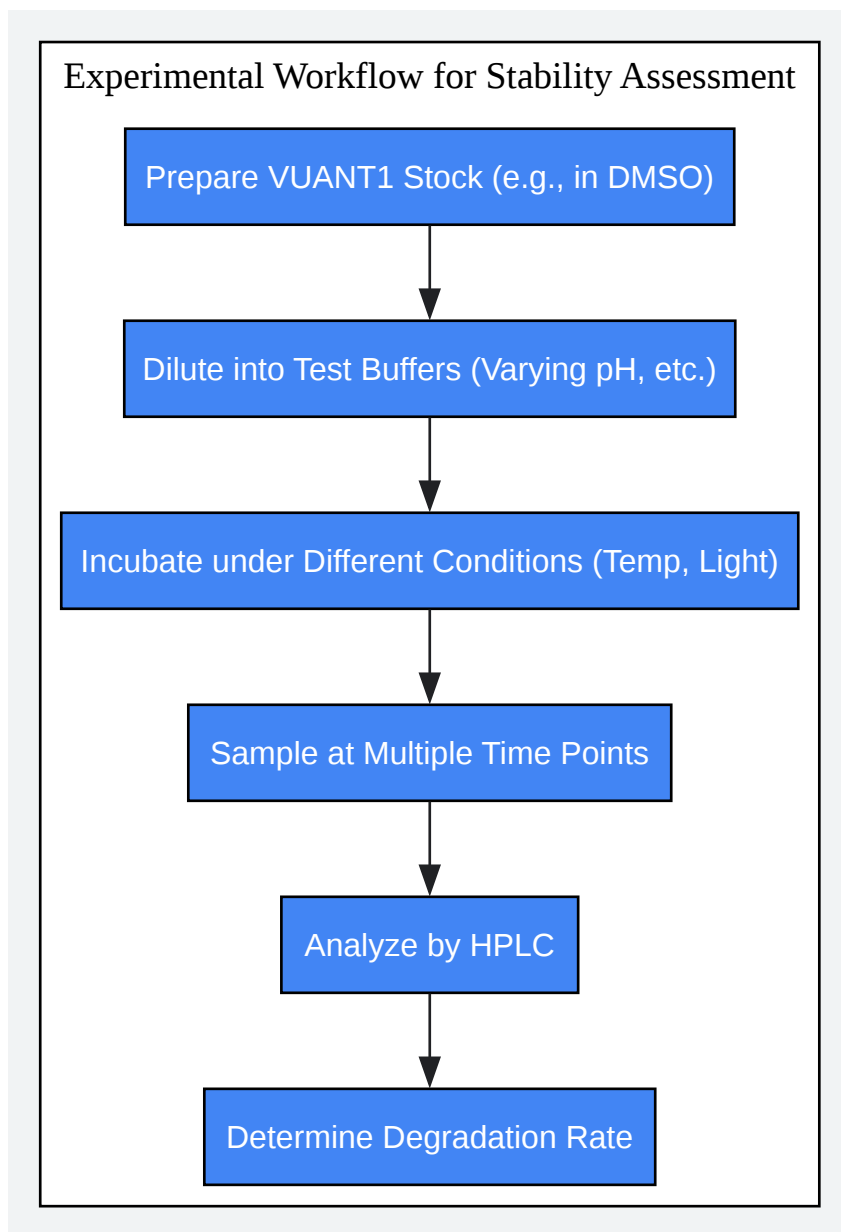 Experimental Workflow for Stability Assessment
Prepare VUANT1 Stock (e.g., in DMSO)
Dilute into Test Buffers (Varying pH, etc.)
Incubate under Different Conditions (Temp, Light)
Sample at Multiple Time Points
Analyze by HPLC
Determine Degradation Rate